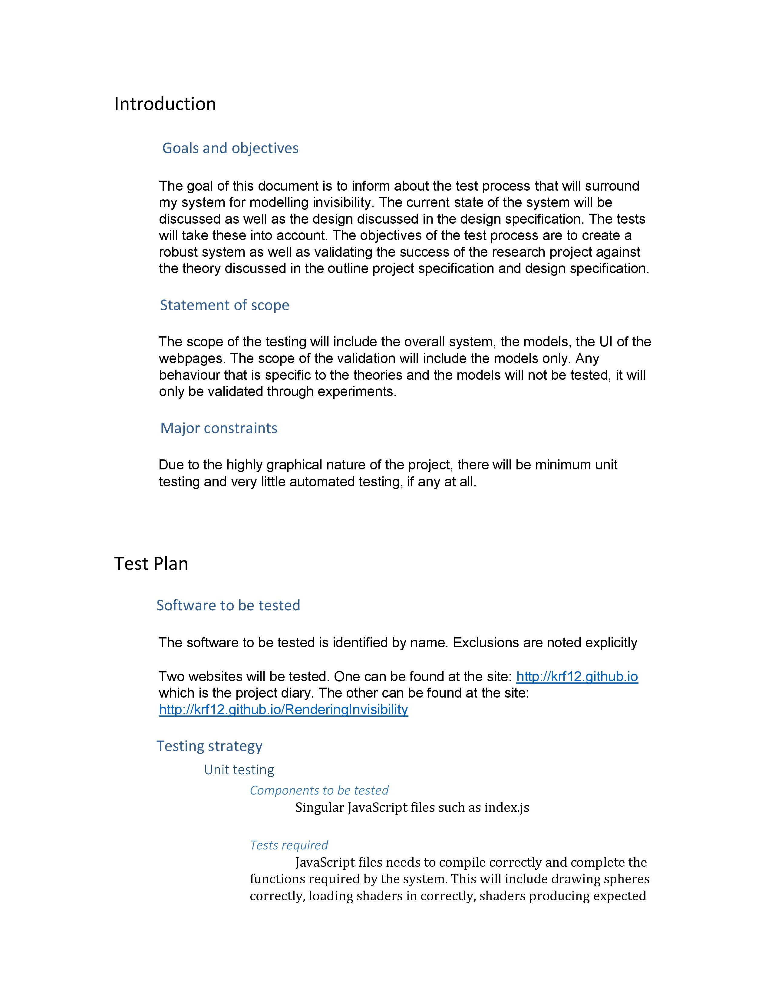 Introduction
Goals and objectives
The goal of this document is to inform about the test process that will surround
my system for modelling invisibility. The current state of the system will be
discussed as well as the design discussed in the design specification. The tests
will take these into account. The objectives of the test process are to create a
robust system as well as validating the success of the research project against
the theory discussed in the outline project specification and design specification.
Statement of scope
The scope of the testing will include the overall system, the models, the UI of the
webpages. The scope of the validation will include the models only. Any
behaviour that is specific to the theories and the models will not be tested, it will
only be validated through experiments.
Major constraints
Due to the highly graphical nature of the project, there will be minimum unit
testing and very little automated testing, if any at all.
Test Plan
Software to be tested
The software to be tested is identified by name. Exclusions are noted explicitly
Two websites will be tested. One can be found at the site: http://krf12.github.io
which is the project diary. The other can be found at the site:
http://krf12.github.io/RenderingInvisibility
Testing strategy
Unit testing
Components to be tested
Singular JavaScript files such as index.js
Tests required
JavaScript files needs to compile correctly and complete the
functions required by the system. This will include drawing spheres
correctly, loading shaders in correctly, shaders producing expected